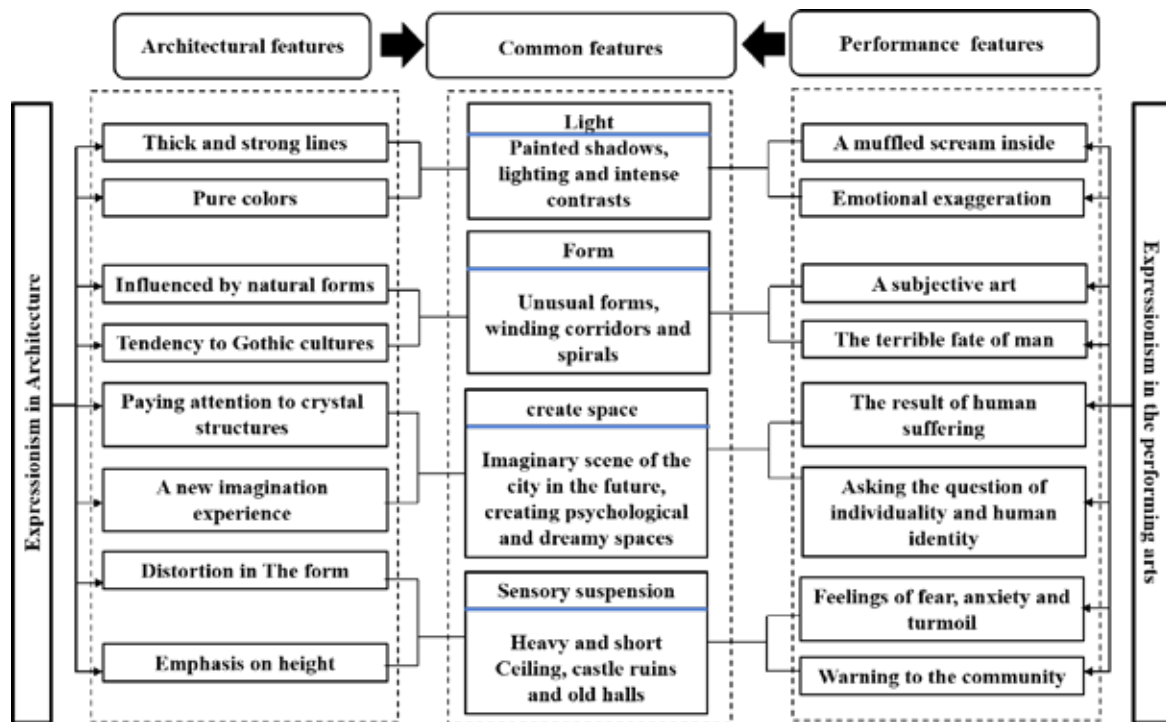 Architectural features
Common features
Performance features
Expressionism in Architecture
Thick and strong lines
Pure colors
Influenced by natural forms
Tendency to Gothic cultures
Paying attention to crystal
structures
A new imagination
experience
Distortion in The form
Emphasis on height
Light
Painted shadows,
lighting and intense
contrasts
Form
Unusual forms,
winding corridors and
spirals
create space
Imaginary scene of the
city in the future,
creating psychological
and dreamy spaces
Sensory suspension
Heavy and short
Ceiling, castle ruins
and old halls
A muffled scream inside
Emotional exaggeration
A subjective art
The terrible fate of man
The result of human
suffering
Asking the question of
individuality and human
identity
Feelings of fear, anxiety and
turmoil
Warning to the community
Expressionism in the performing arts